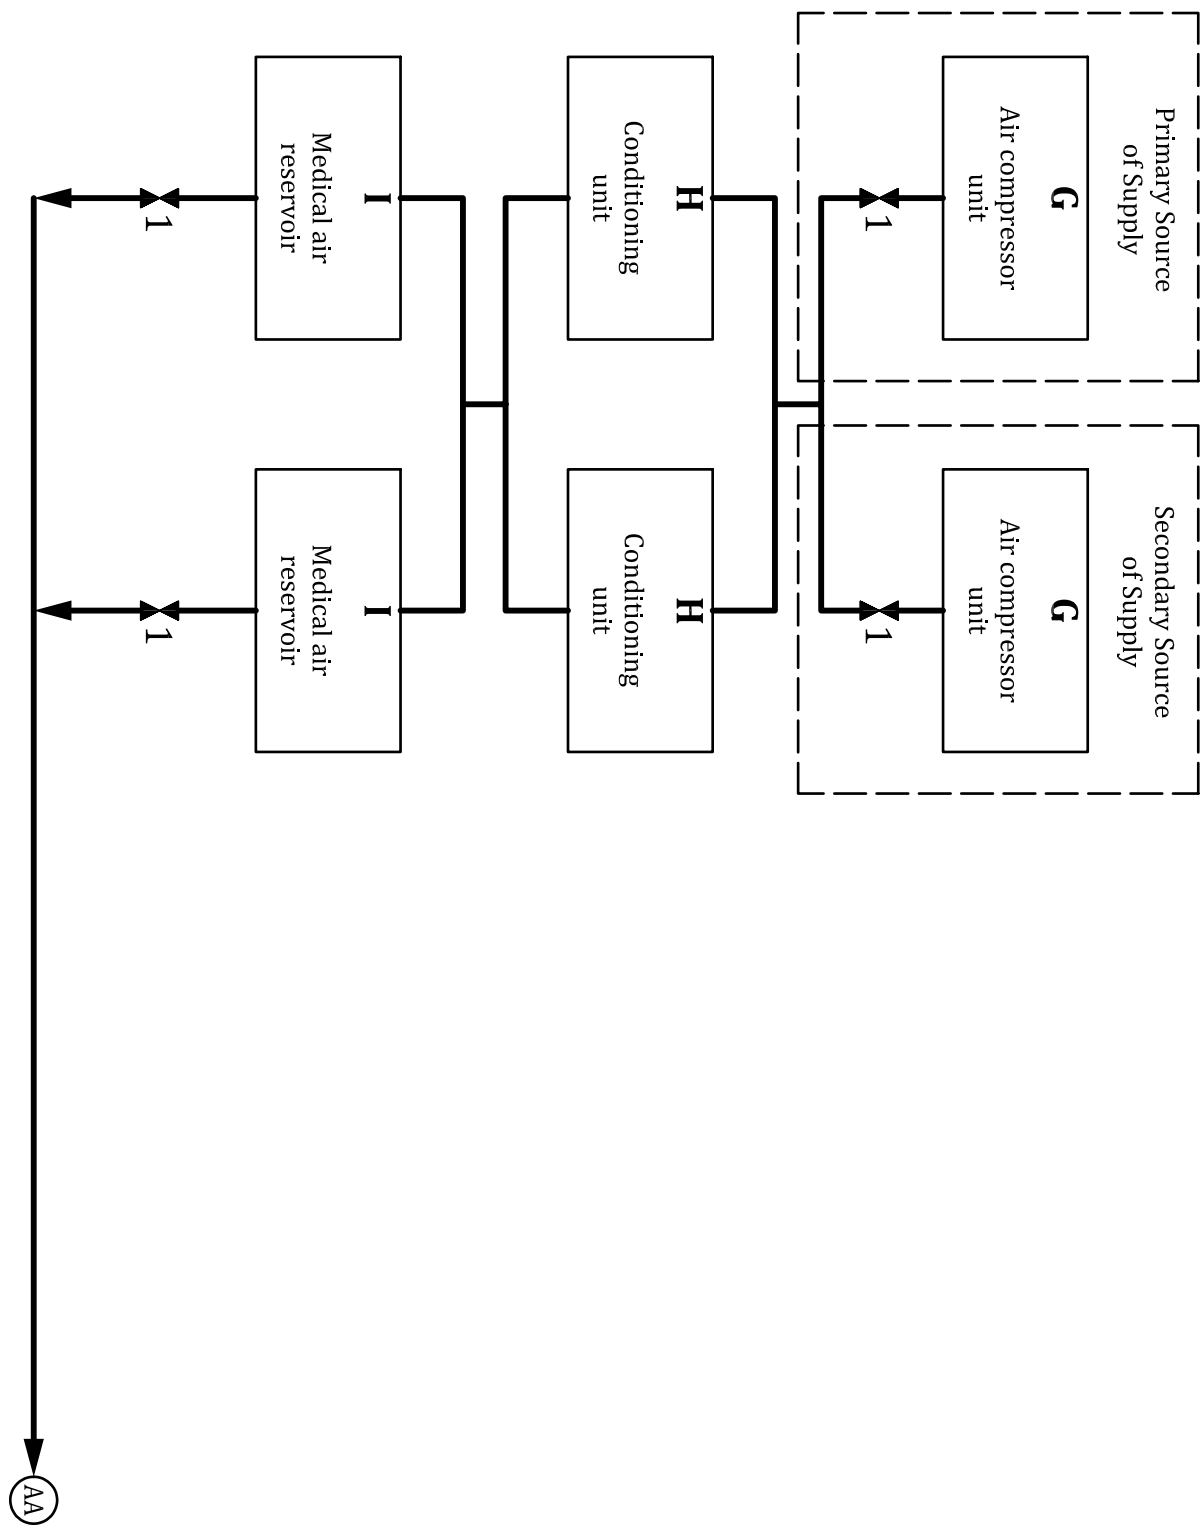 Primary Source
of Supply
G
Air compressor
unit
1
Secondary Source
of Supply
G
Air compressor
unit
1
H
Conditioning
unit
H
Conditioning
unit
I
Medical air
reservoir
1
I
Medical air
reservoir
1
AA